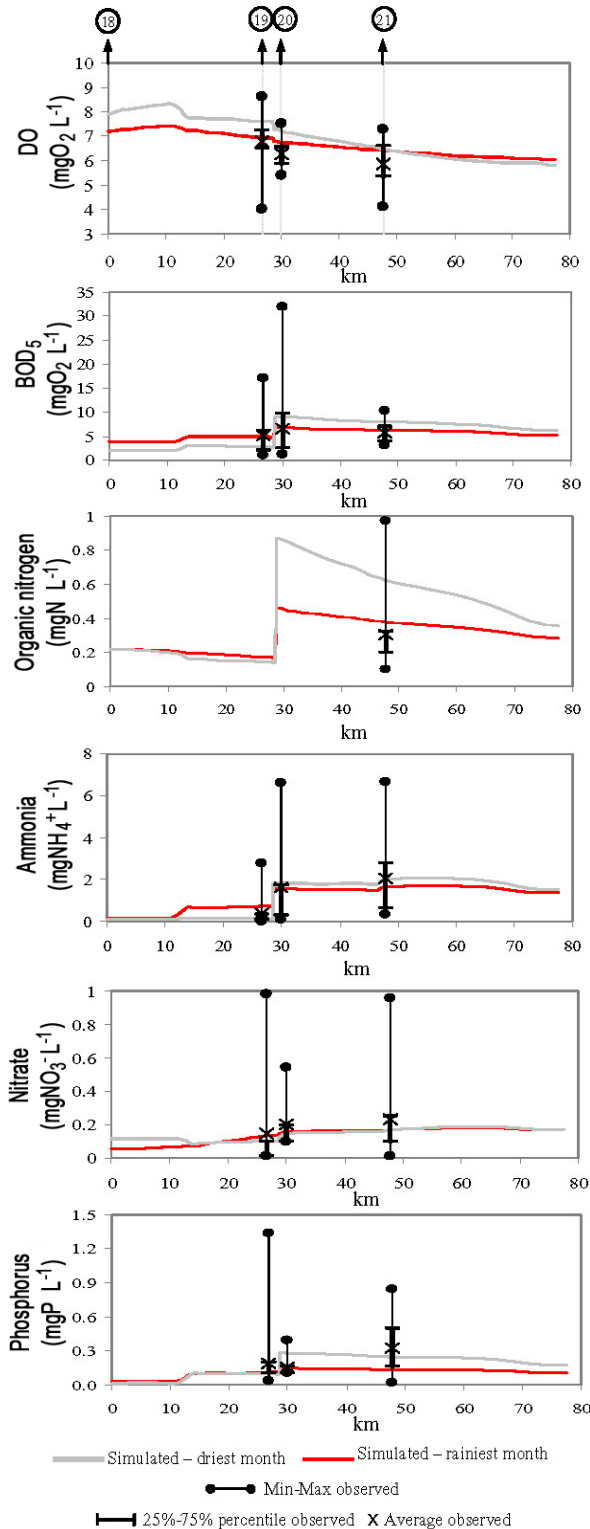 18 19 20 21
DO
(mgO2 L-1)
10
9
8
7
6
5
4
3
0 10 20 30 40 50 60 70 80
km
BOD5
(mgO2 L-1)
35
30
25
20
15
10
5
0
0 10 20 30 40 50 60 70 80
km
Organic nitrogen
(mgN L-1)
1
0.8
0.6
0.4
0.2
0
0 10 20 30 40 50 60 70 80
km
Ammonia
(mgNH4+L-1)
8
6
4
2
0
0 10 20 30 40 50 60 70 80
km
Nitrate
(mgNO3-L-1)
1
0.8
0.6
0.4
0.2
0
0 10 20 30 40 50 60 70 80
km
Phosphorus
(mgP L-1)
1.5
1.2
0.9
0.6
0.3
0.0
0 10 20 30 40 50 60 70 80
km
Simulated – driest month
Simulated – rainiest month
Min-Max observed
25%-75% percentile observed
× Average observed